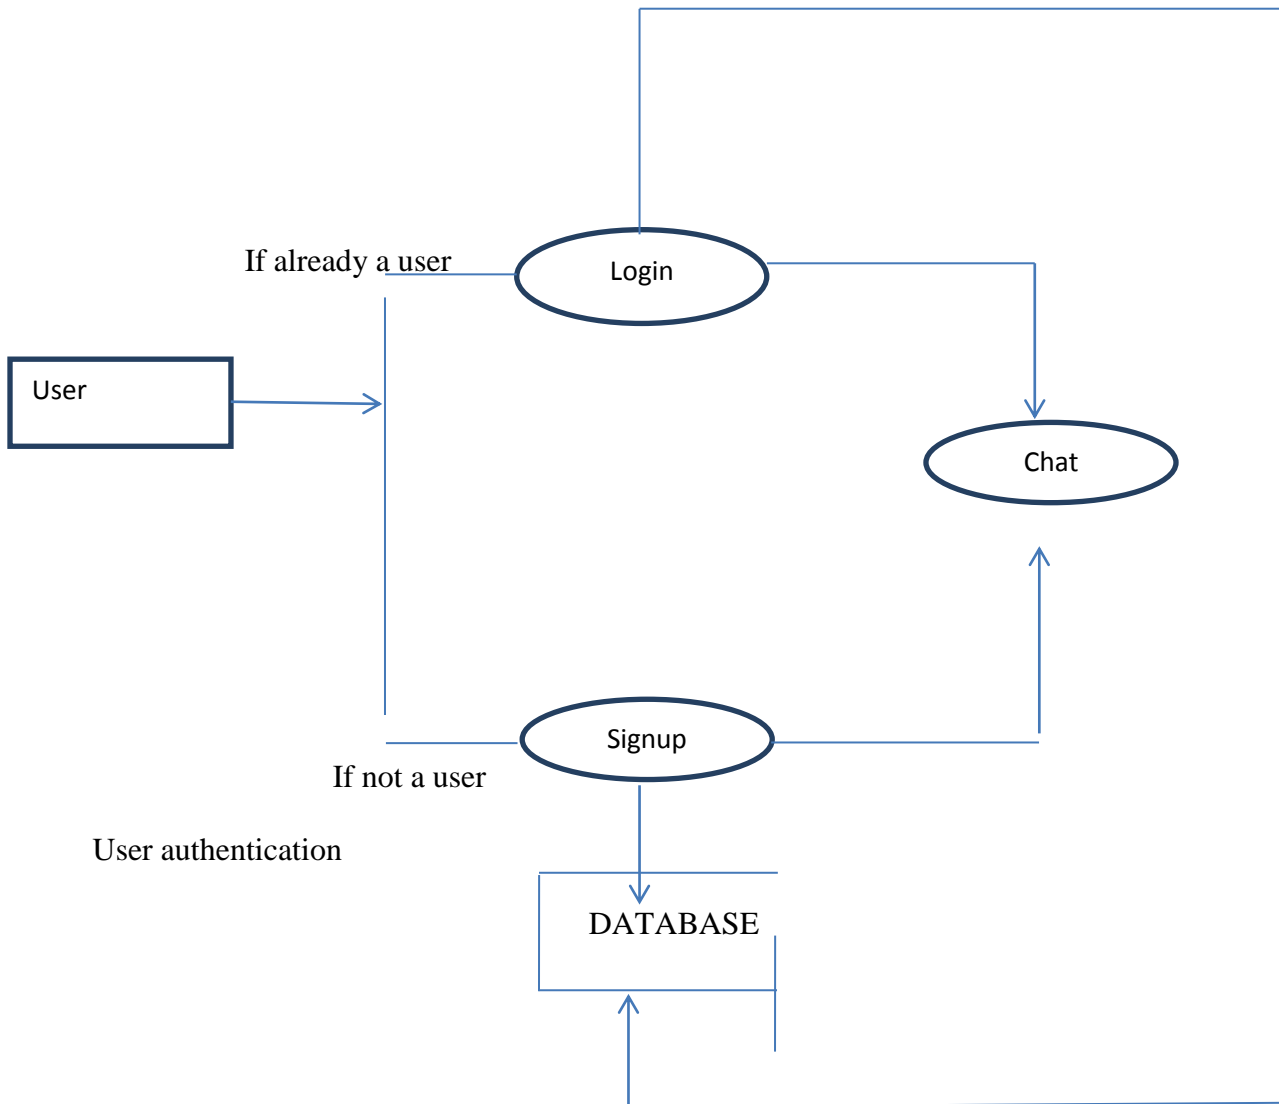 If already a user
Login
User
Chat
Signup
If not a user
User authentication
DATABASE